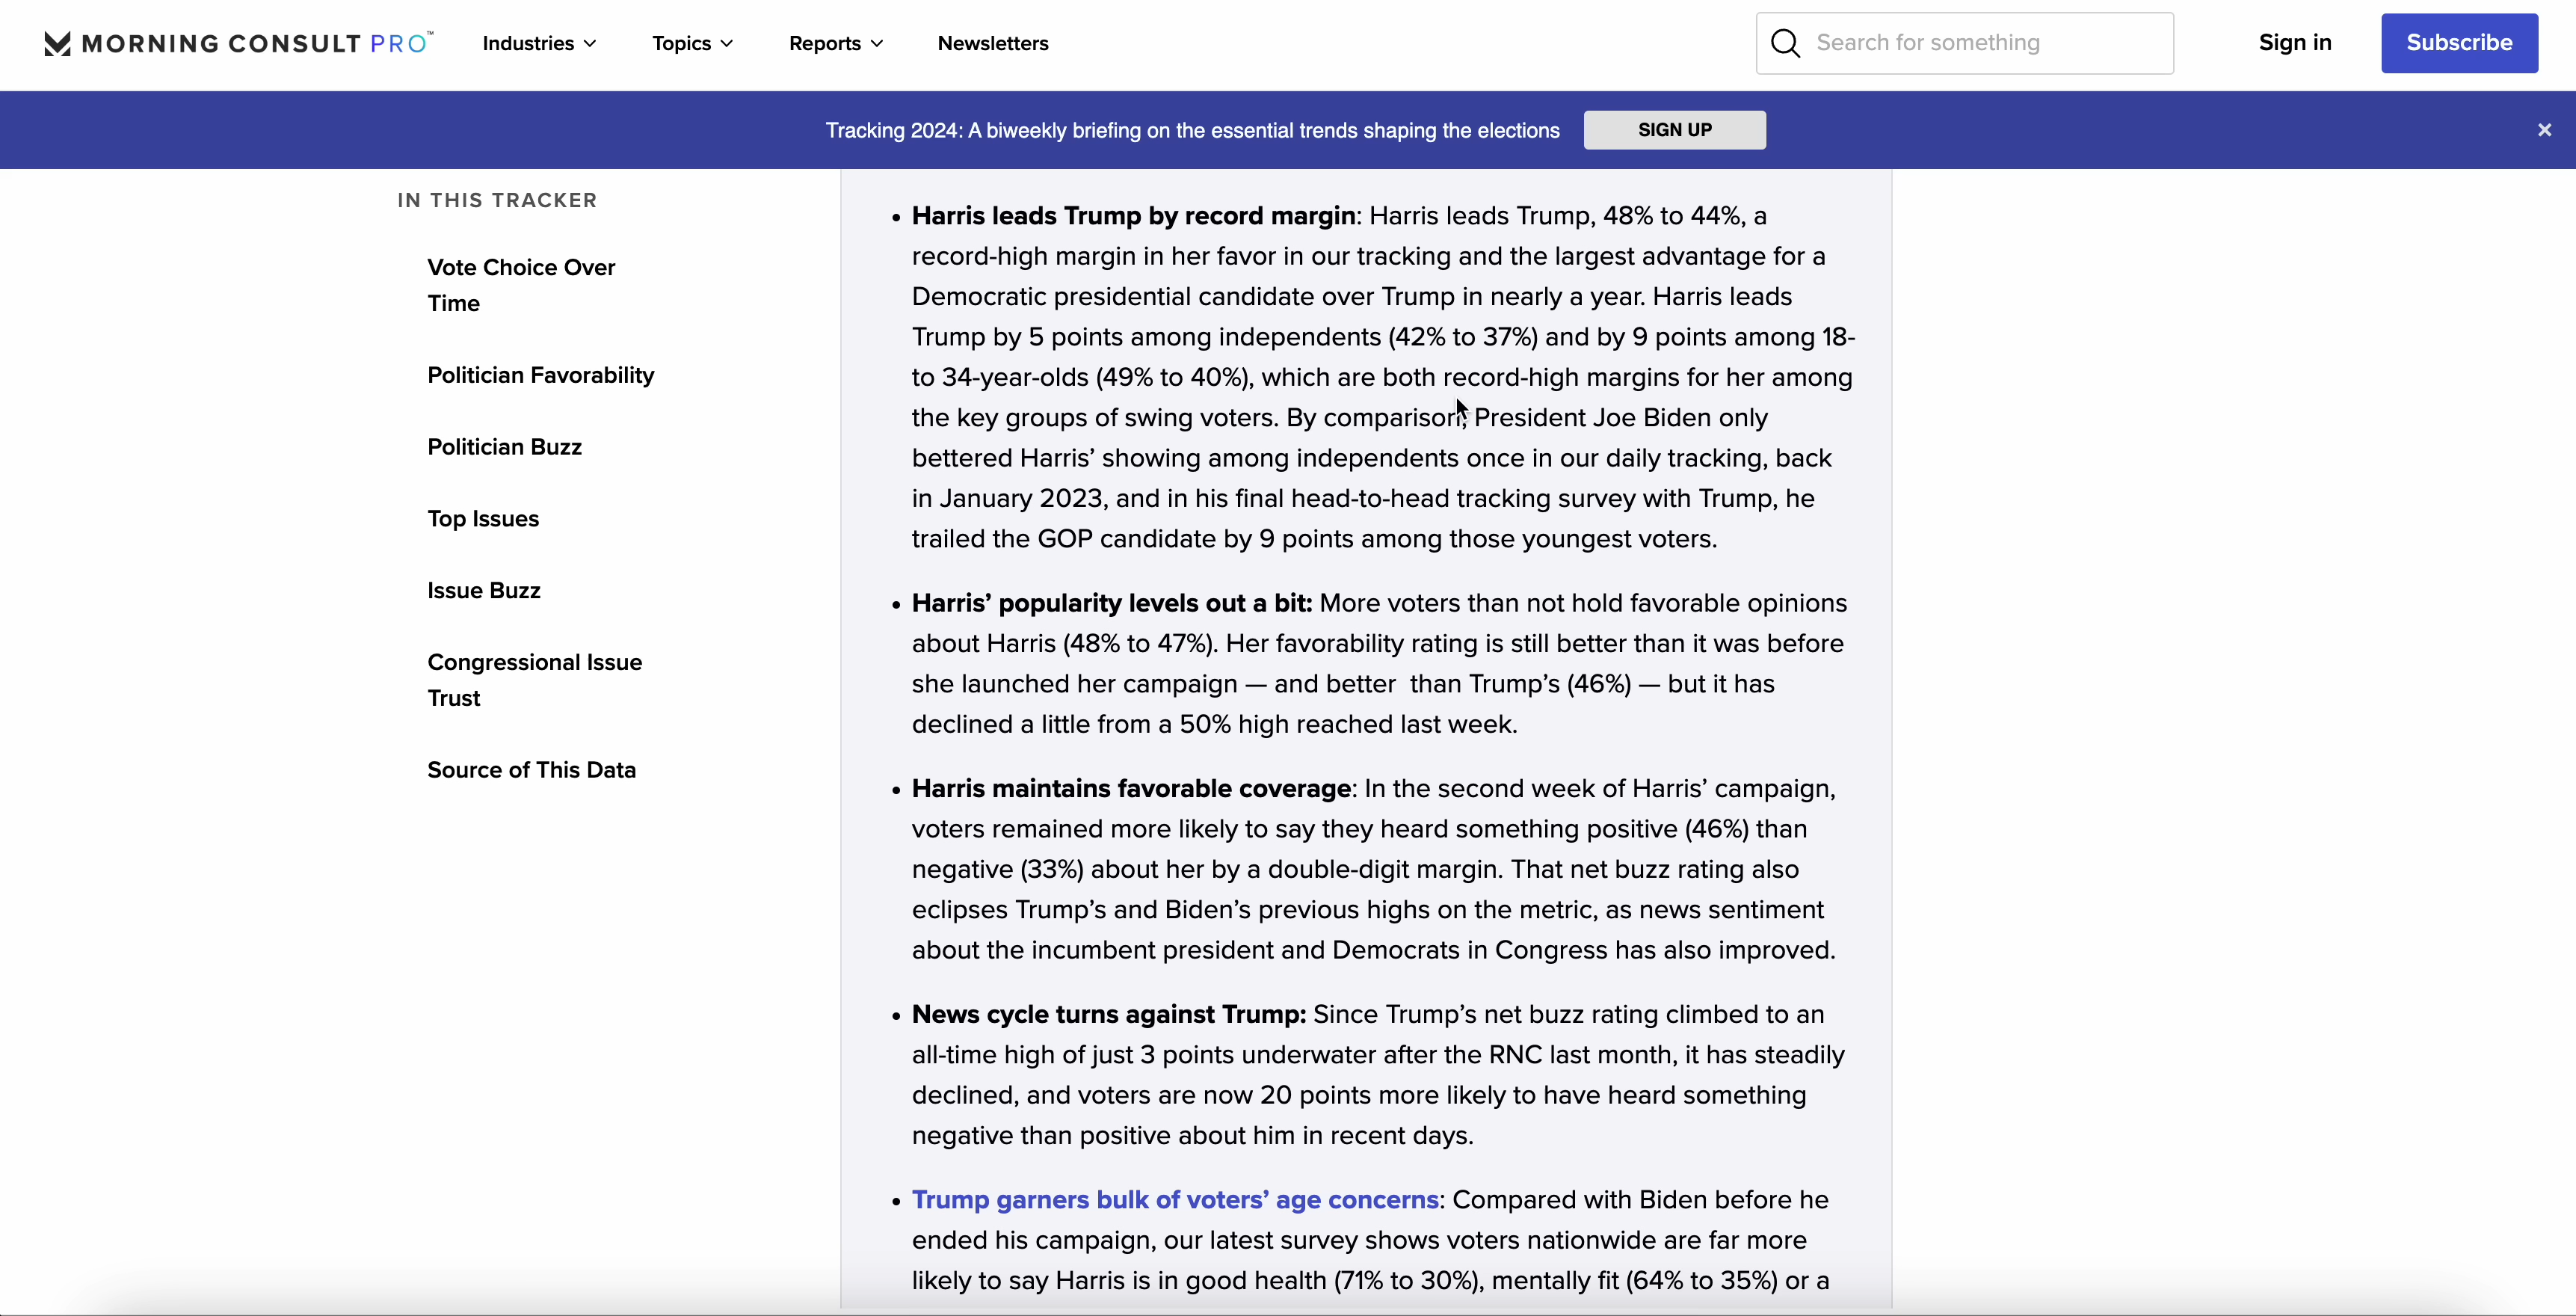 MORNING CONSULT PRO™
Industries
Topics
Reports
Newsletters
Search for something
Sign in
Subscribe
Tracking 2024: A biweekly briefing on the essential trends shaping the elections
SIGN UP
×
IN THIS TRACKER
Vote Choice Over
Time
Politician Favorability
Politician Buzz
Top Issues
Issue Buzz
Congressional Issue
Trust
Source of This Data
• Harris leads Trump by record margin: Harris leads Trump, 48% to 44%, a
record-high margin in her favor in our tracking and the largest advantage for a
Democratic presidential candidate over Trump in nearly a year. Harris leads
Trump by 5 points among independents (42% to 37%) and by 9 points among 18-
to 34-year-olds (49% to 40%), which are both record-high margins for her among
the key groups of swing voters. By comparison, President Joe Biden only
bettered Harris’ showing among independents once in our daily tracking, back
in January 2023, and in his final head-to-head tracking survey with Trump, he
trailed the GOP candidate by 9 points among those youngest voters.
• Harris’ popularity levels out a bit: More voters than not hold favorable opinions
about Harris (48% to 47%). Her favorability rating is still better than it was before
she launched her campaign — and better than Trump’s (46%) — but it has
declined a little from a 50% high reached last week.
• Harris maintains favorable coverage: In the second week of Harris’ campaign,
voters remained more likely to say they heard something positive (46%) than
negative (33%) about her by a double-digit margin. That net buzz rating also
eclipses Trump’s and Biden’s previous highs on the metric, as news sentiment
about the incumbent president and Democrats in Congress has also improved.
• News cycle turns against Trump: Since Trump’s net buzz rating climbed to an
all-time high of just 3 points underwater after the RNC last month, it has steadily
declined, and voters are now 20 points more likely to have heard something
negative than positive about him in recent days.
• Trump garners bulk of voters’ age concerns: Compared with Biden before he
ended his campaign, our latest survey shows voters nationwide are far more
likely to say Harris is in good health (71% to 30%), mentally fit (64% to 35%) or a